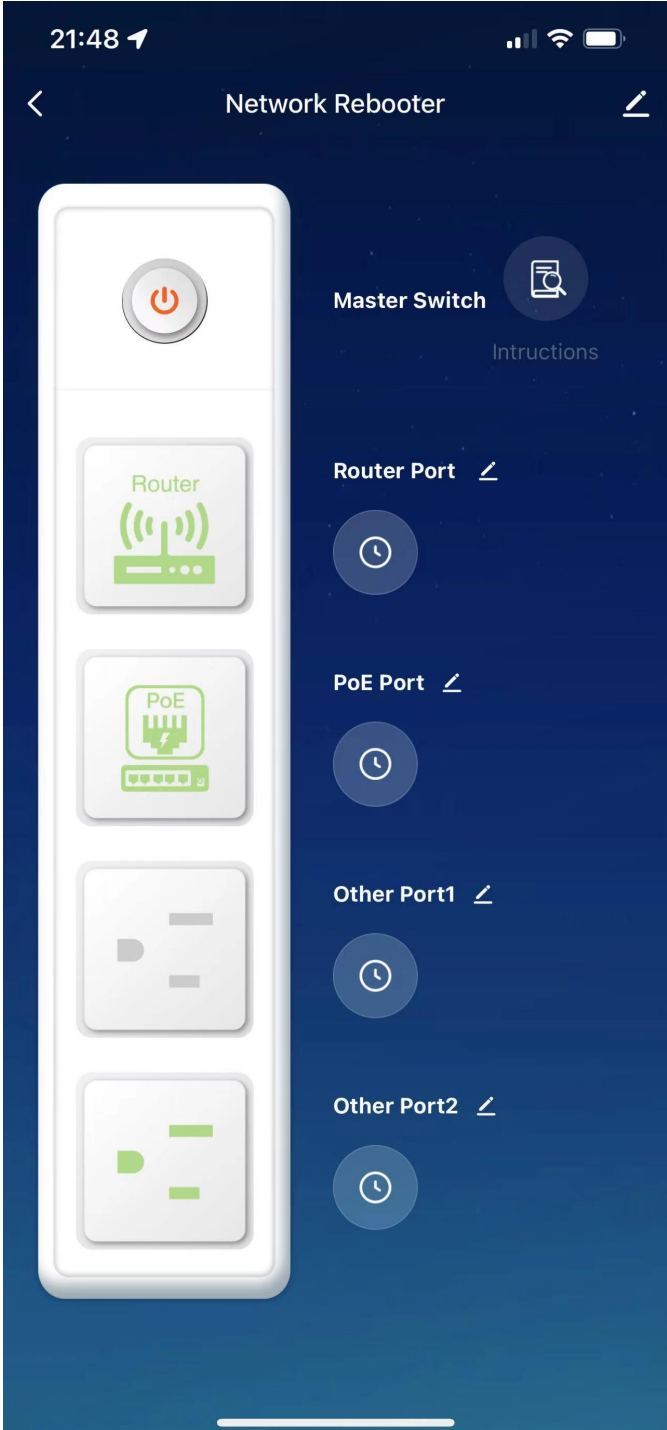 21:48
Network Rebooter
Master Switch
Intructions
Router
Router Port
PoE
PoE Port
Other Port1
Other Port2